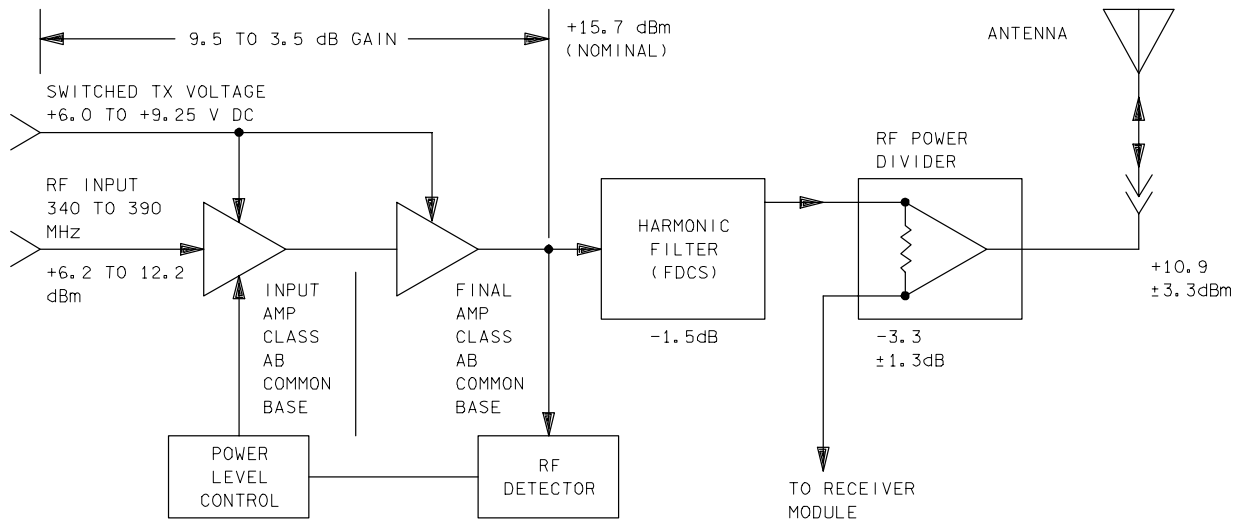 9.5 TO 3.5 dB GAIN
+15.7 dBm
(NOMINAL)
ANTENNA
SWITCHED TX VOLTAGE
+6.0 TO +9.25 V DC
RF INPUT
340 TO 390
MHz
+6.2 TO 12.2
dBm
INPUT
AMP
CLASS
AB
COMMON
BASE
FINAL
AMP
CLASS
AB
COMMON
BASE
HARMONIC
FILTER
(FDCS)
-1.5dB
RF POWER
DIVIDER
-3.3
±1.3dB
+10.9
±3.3dBm
POWER
LEVEL
CONTROL
RF
DETECTOR
TO RECEIVER
MODULE